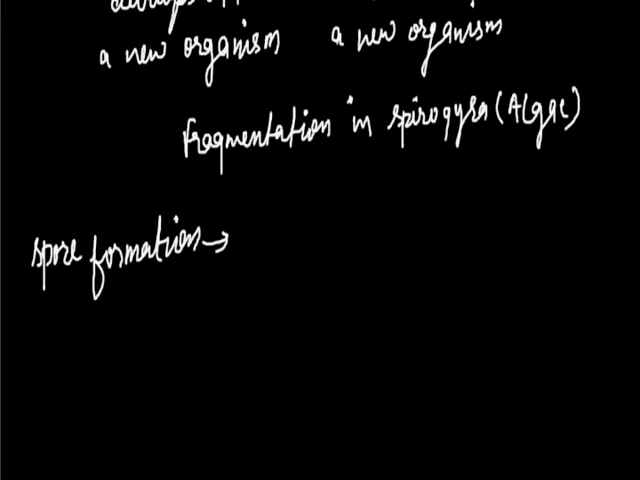 a new organism a new organism
fragmentation in spirogyra (Algae)
spore formation →